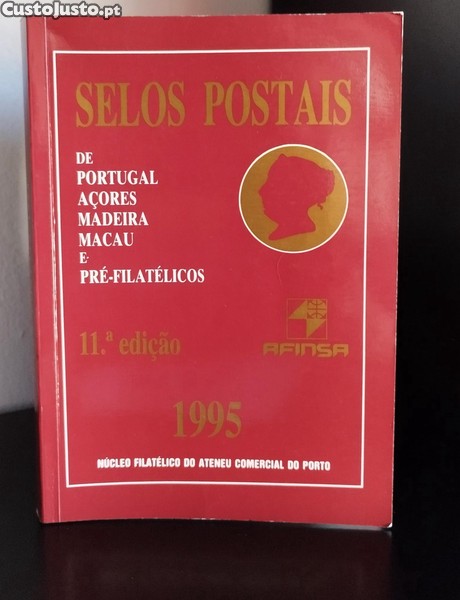 CustoJusto.pt
SELOS POSTAIS
DE
PORTUGAL
AÇORES
MADEIRA
MACAU
E
PRÉ-FILATÉLICOS
11.ª edição
AFINSA
1995
NÚCLEO FILATÉLICO DO ATENEU COMERCIAL DO PORTO